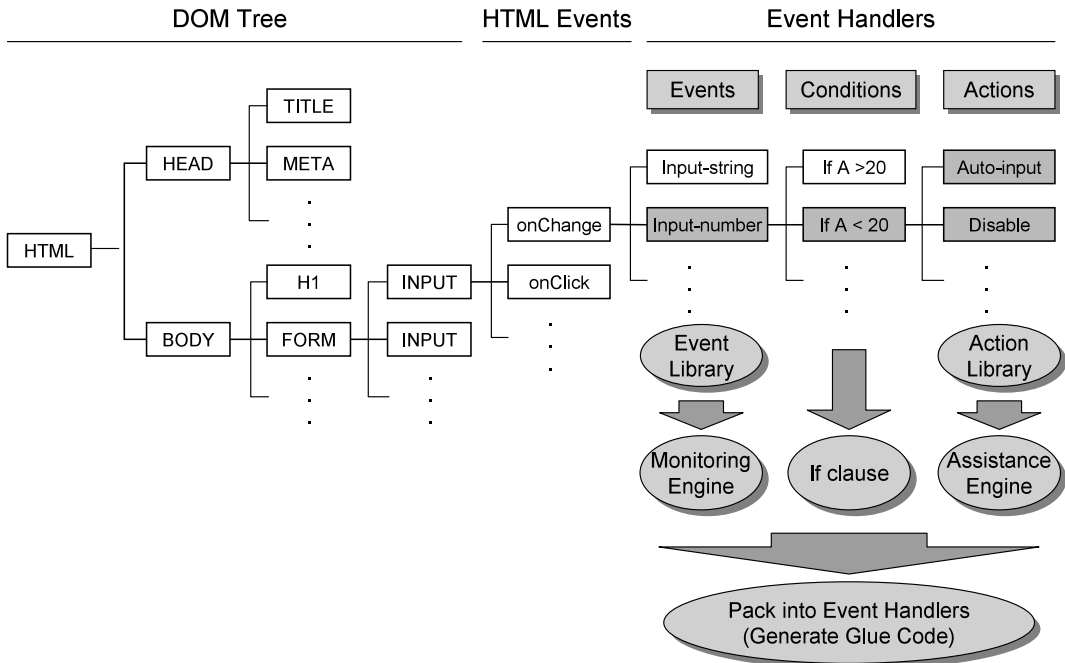 DOM Tree
HTML Events
Event Handlers
Events
Conditions
Actions
TITLE
HEAD
META
Input-string
If A >20
Auto-input
onChange
Input-number
If A < 20
Disable
HTML
H1
INPUT
onClick
BODY
FORM
INPUT
Event
Library
Action
Library
Monitoring
Engine
If clause
Assistance
Engine
Pack into Event Handlers
(Generate Glue Code)